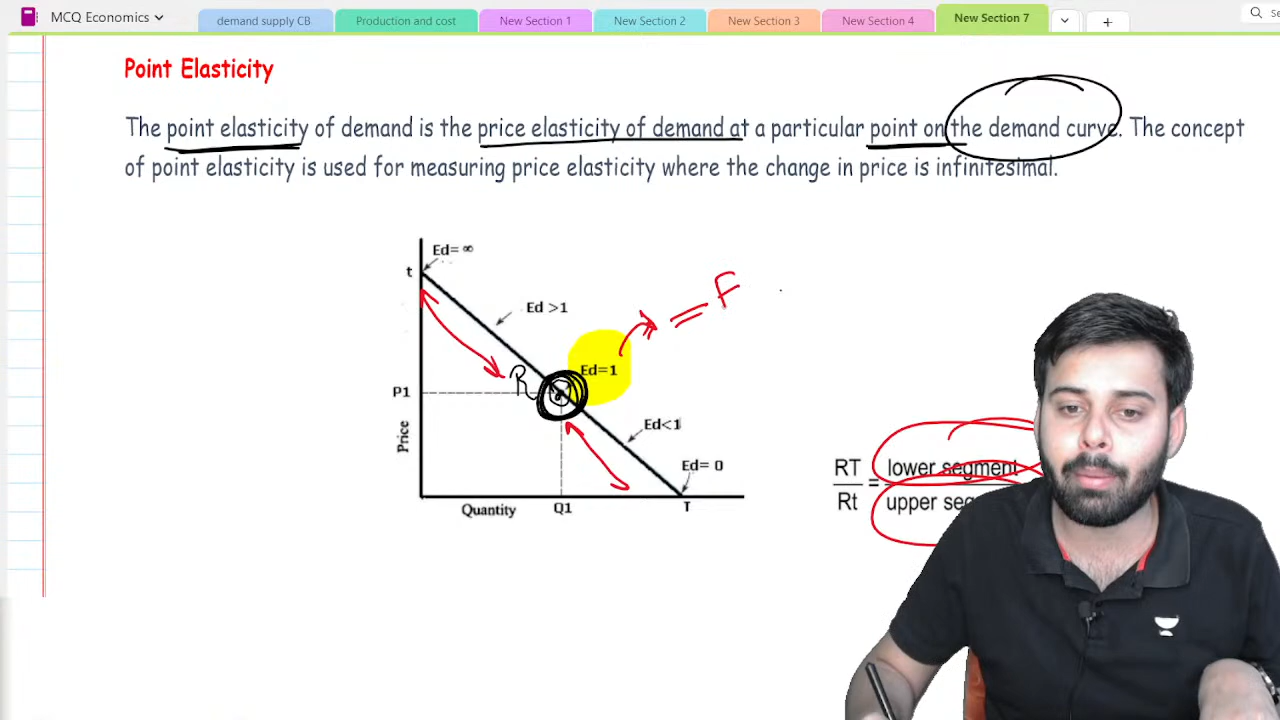 MCQ Economics
demand supply CB
Production and cost
New Section 1
New Section 2
New Section 3
New Section 4
New Section 7
Point Elasticity
The point elasticity of demand is the price elasticity of demand at a particular point on the demand curve. The concept
of point elasticity is used for measuring price elasticity where the change in price is infinitesimal.
Ed= ∞
t
Ed >1
= F
Ed=1
R
P1
Ed<1
Price
Ed= 0
RT
Rt
=
lower segment
upper
Quantity
Q1
T